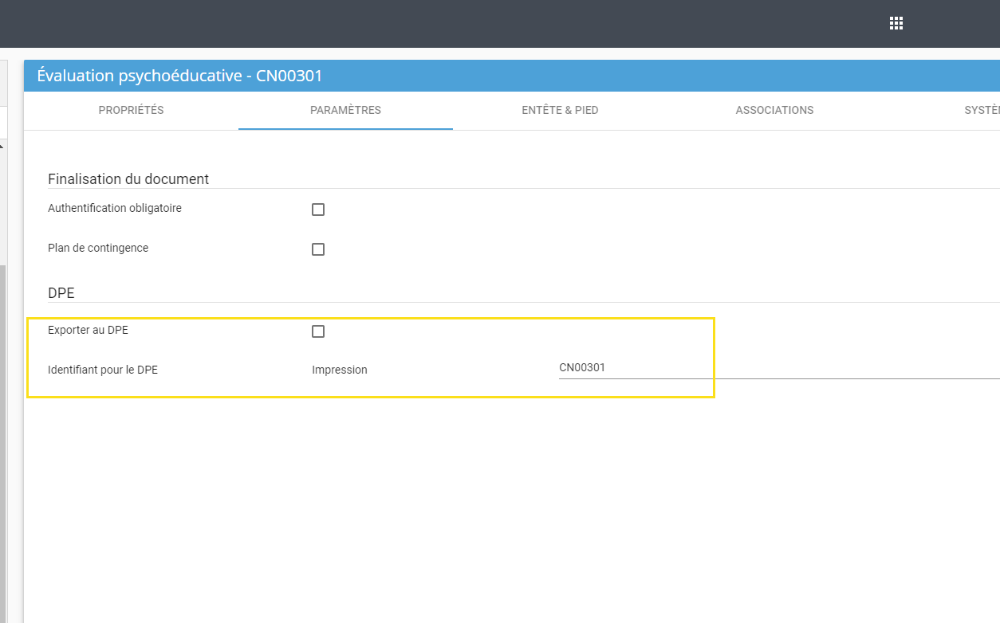 Évaluation psychoéducative - CN00301
PROPRIÉTÉS PARAMÈTRES ENTÊTE & PIED ASSOCIATIONS
Finalisation du document
Authentification obligatoire
Plan de contingence
DPE
Exporter au DPE
Identifiant pour le DPE Impression CN00301